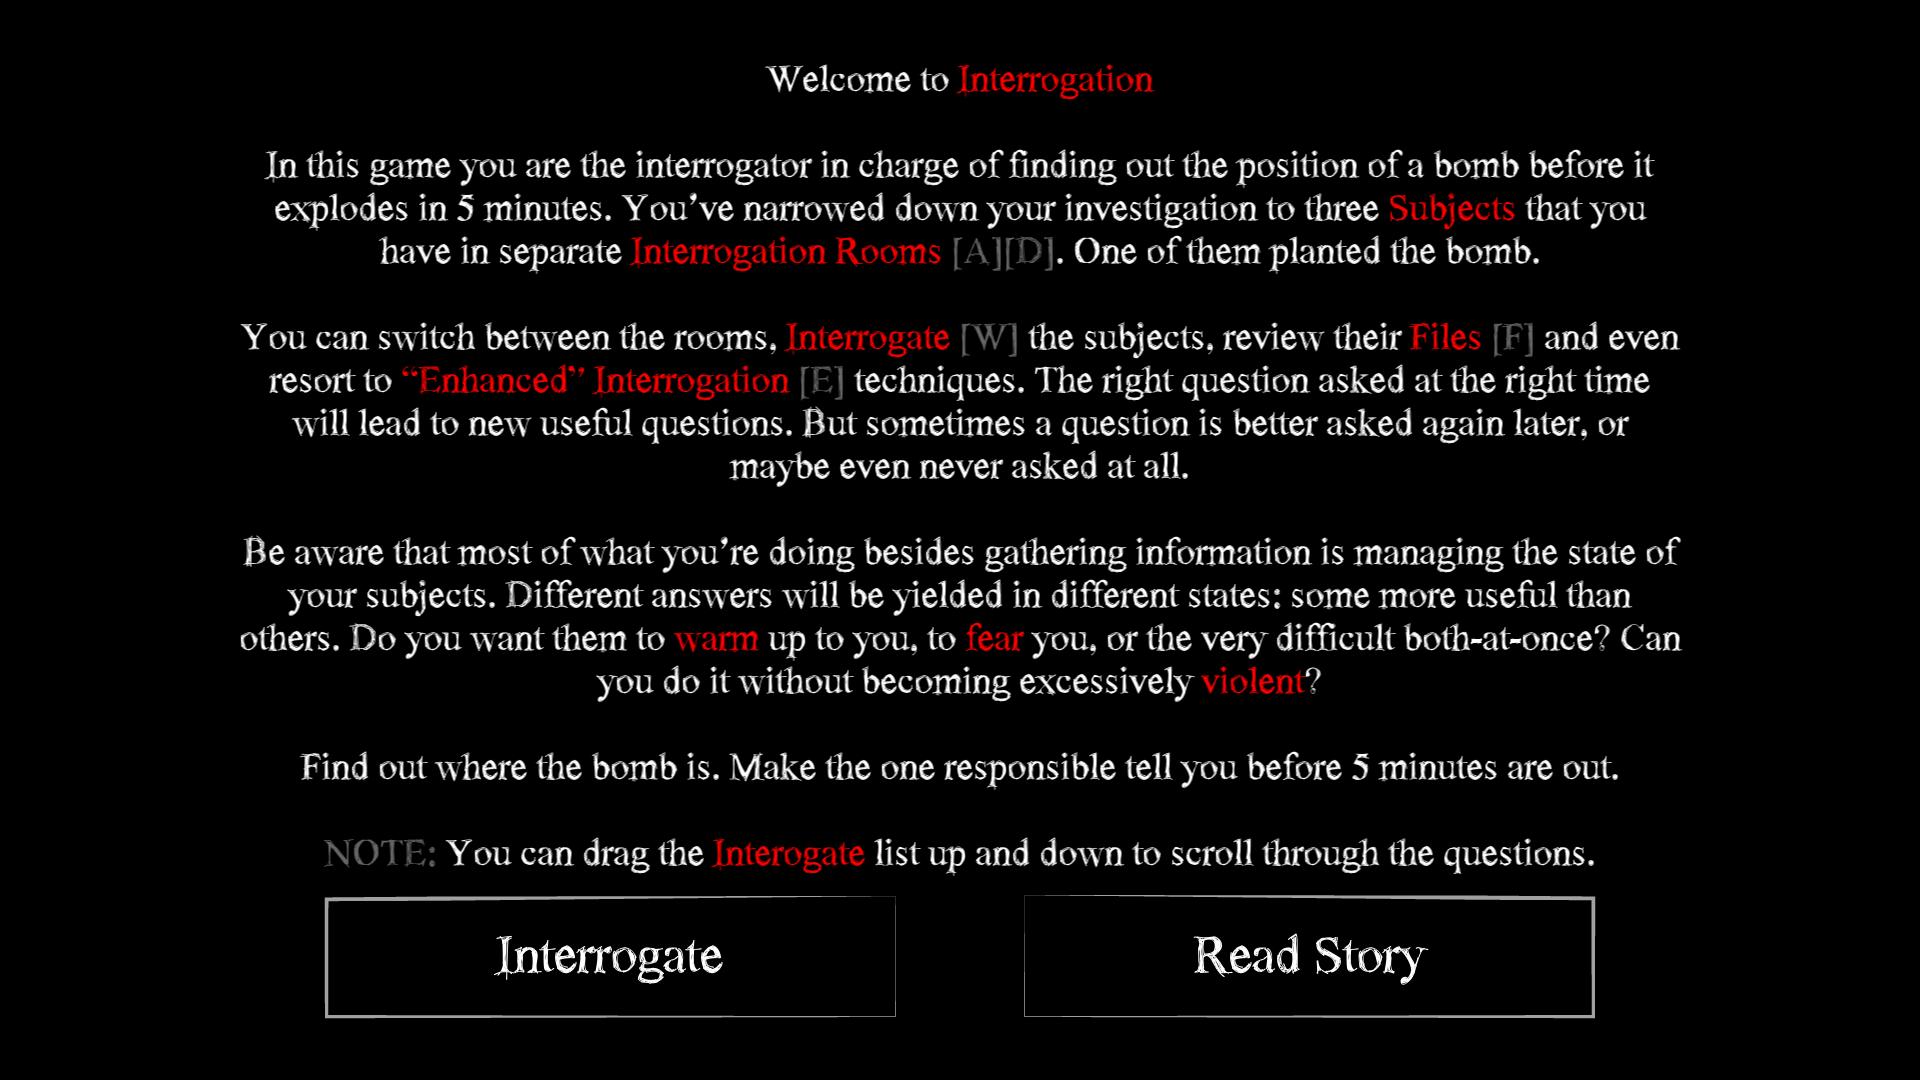 Welcome to Interrogation
In this game you are the interrogator in charge of finding out the position of a bomb before it
explodes in 5 minutes. You've narrowed down your investigation to three Subjects that you
have in separate Interrogation Rooms [A][D]. One of them planted the bomb.
You can switch between the rooms, Interrogate [W] the subjects, review their Files [F] and even
resort to “Enhanced” Interrogation [E] techniques. The right question asked at the right time
will lead to new useful questions. But sometimes a question is better asked again later, or
maybe even never asked at all.
Be aware that most of what you're doing besides gathering information is managing the state of
your subjects. Different answers will be yielded in different states: some more useful than
others. Do you want them to warm up to you, to fear you, or the very difficult both-at-once? Can
you do it without becoming excessively violent?
Find out where the bomb is. Make the one responsible tell you before 5 minutes are out.
NOTE: You can drag the Interogate list up and down to scroll through the questions.
Interrogate
Read Story